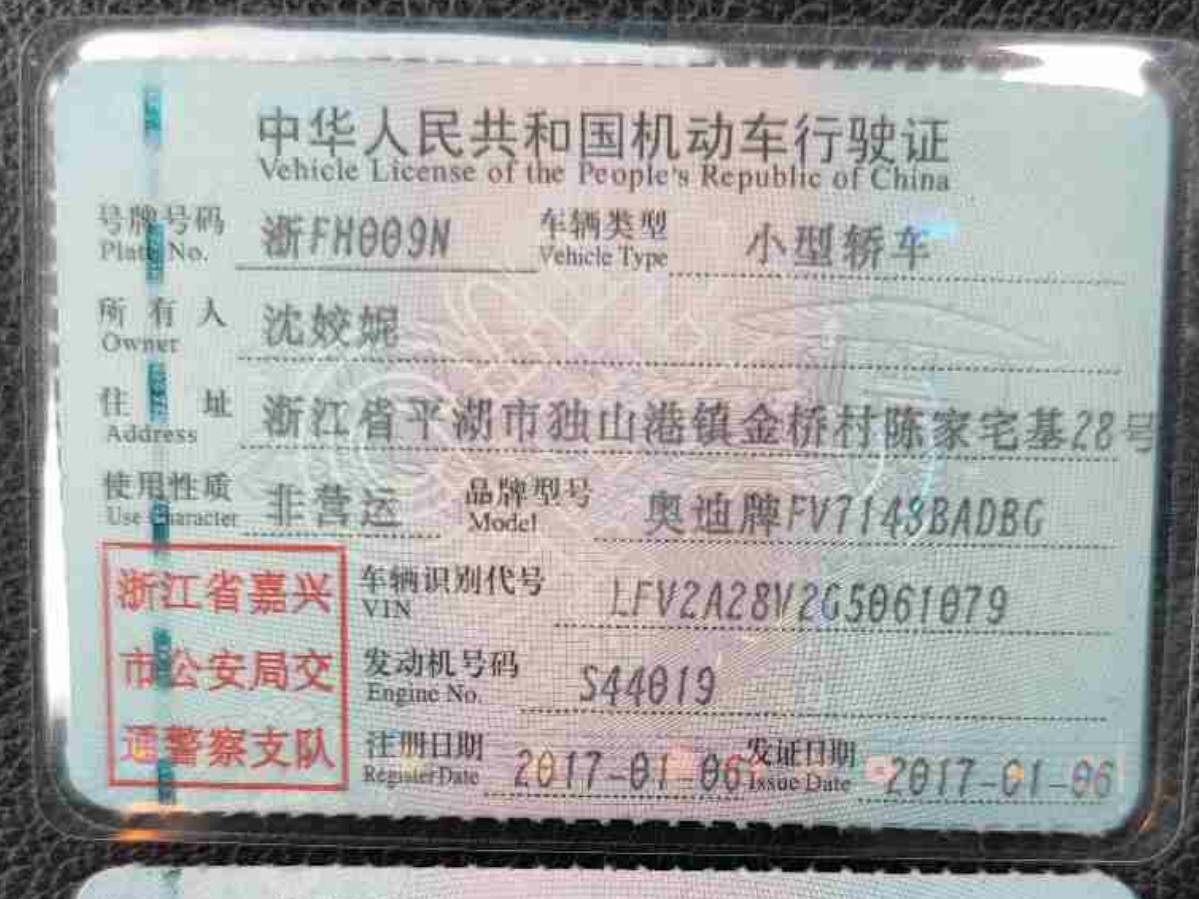 中华人民共和国机动车行驶证
Vehicle License of the People's Republic of China
号牌号码 浙FH009N 车辆类型 小型轿车
Plate No. Vehicle Type
所有人 沈姣妮
Owner
住址 浙江省平湖市独山港镇金桥村陈家宅基28号
Address
使用性质 非营运 品牌型号 奥迪牌FV7148BADBG
Use Character Model
浙江省嘉兴
市公安局交
通警察支队
车辆识别代号 LFV2A28V2G5061079
VIN
发动机号码 S44019
Engine No.
注册日期 2017-01-06 发证日期 2017-01-06
Register Date Issue Date